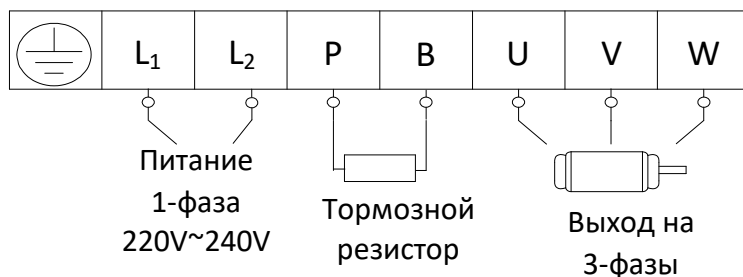 L₁ L₂ P B U V W
Питание
1-фаза
220V~240V
Тормозной
резистор
Выход на
3-фазы